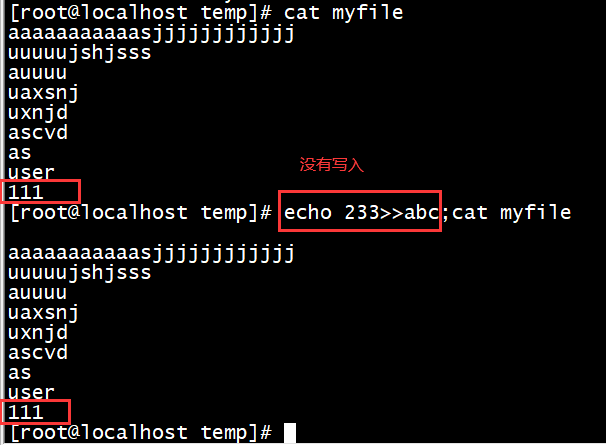 [root@localhost temp]# cat myfile
aaaaaaaaaaasjjjjjjjjjjjj
uuuuujshjsss
auuuu
uaxsnj
uxnjd
ascvd
as
user
没有写入
111
[root@localhost temp]# echo 233>>abc;cat myfile
aaaaaaaaaaasjjjjjjjjjjjj
uuuuujshjsss
auuuu
uaxsnj
uxnjd
ascvd
as
user
111
[root@localhost temp]#